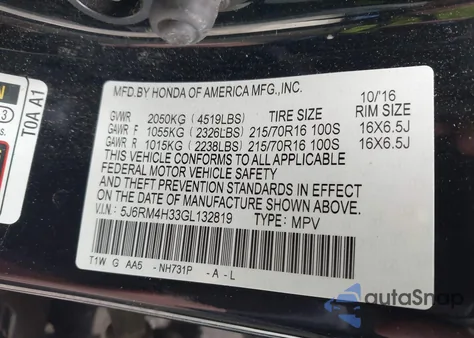 MFD.BY HONDA OF AMERICA MFG.,INC. 10/'16
GVWR 2050KG ( 4519LBS) TIRE SIZE RIM SIZE
GAWR F 1055KG ( 2326LBS) 215/70R16 100S 16X6.5J
GAWR R 1015KG ( 2238LBS) 215/70R16 100S 16X6.5J
THIS VEHICLE CONFORMS TO ALL APPLICABLE
FEDERAL MOTOR VEHICLE SAFETY
AND THEFT PREVENTION STANDARDS IN EFFECT
ON THE DATE OF MANUFACTURE SHOWN ABOVE.
V.I.N.: 5J6RM4H33GL132819 TYPE: MPV
T1W G AA5 -NH731P -A-L
T0A A1
3
autoSnap